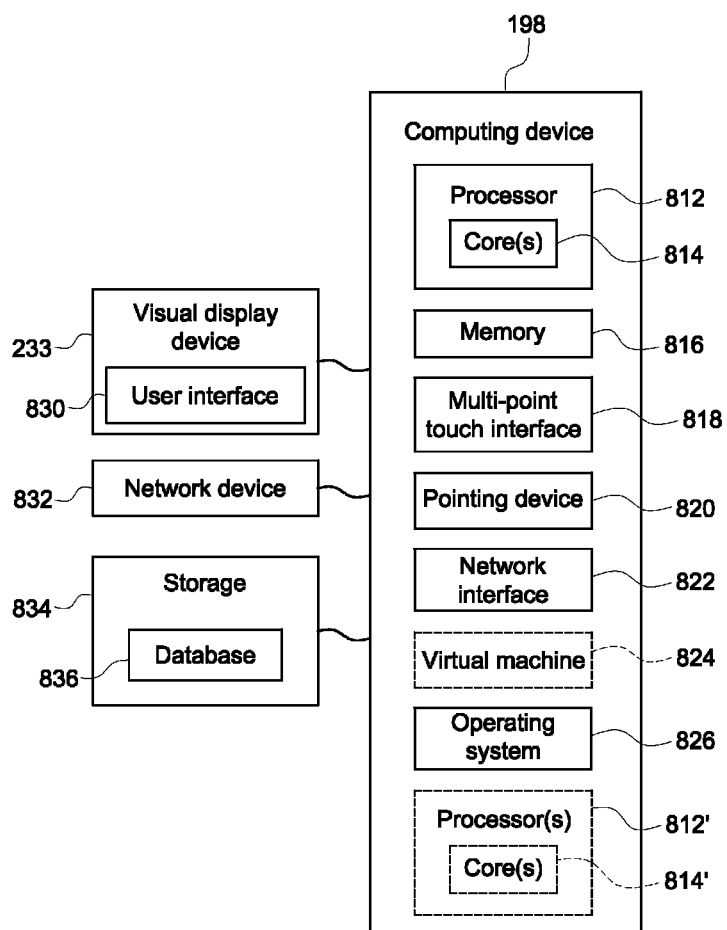 198
Computing device
Processor
812
Core(s)
814
Memory
816
Multi-point
touch interface
818
Pointing device
820
Network
interface
822
Virtual machine
824
Operating
system
826
Processor(s)
812'
Core(s)
814'
Visual display
device
233
User interface
830
Network device
832
Storage
834
Database
836